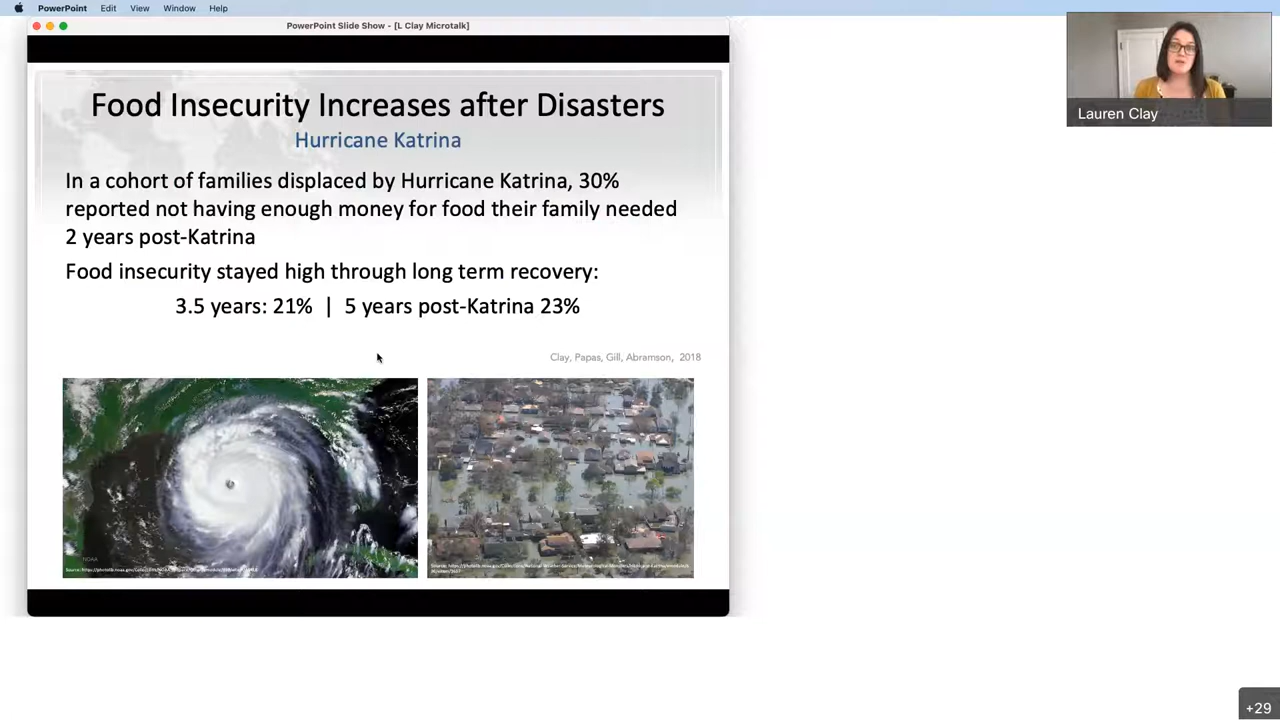 PowerPoint Edit View Window Help
PowerPoint Slide Show - [L Clay Microtalk]
Food Insecurity Increases after Disasters
Hurricane Katrina
In a cohort of families displaced by Hurricane Katrina, 30%
reported not having enough money for food their family needed
2 years post-Katrina
Food insecurity stayed high through long term recovery:
3.5 years: 21% | 5 years post-Katrina 23%
Clay, Papas, Gill, Abramson, 2018
NOAA
Lauren Clay
+29